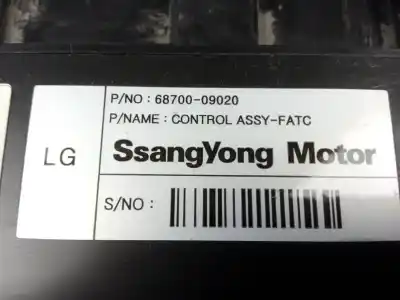 P/NO : 68700-09020
P/NAME : CONTROL ASSY-FATC
LG
SsangYong Motor
S/NO :